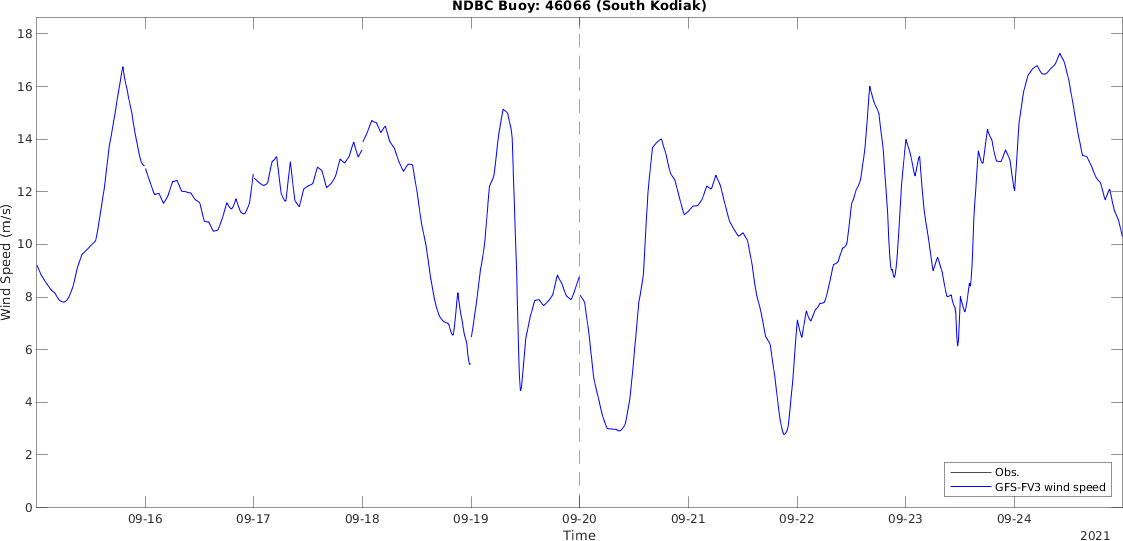 NDBC Buoy: 46066 (South Kodiak)
18
16
14
12
10
8
6
4
2
0
Wind Speed (m/s)
Obs.
GFS-FV3 wind speed
09-16 09-17 09-18 09-19 09-20 09-21 09-22 09-23 09-24
Time
2021